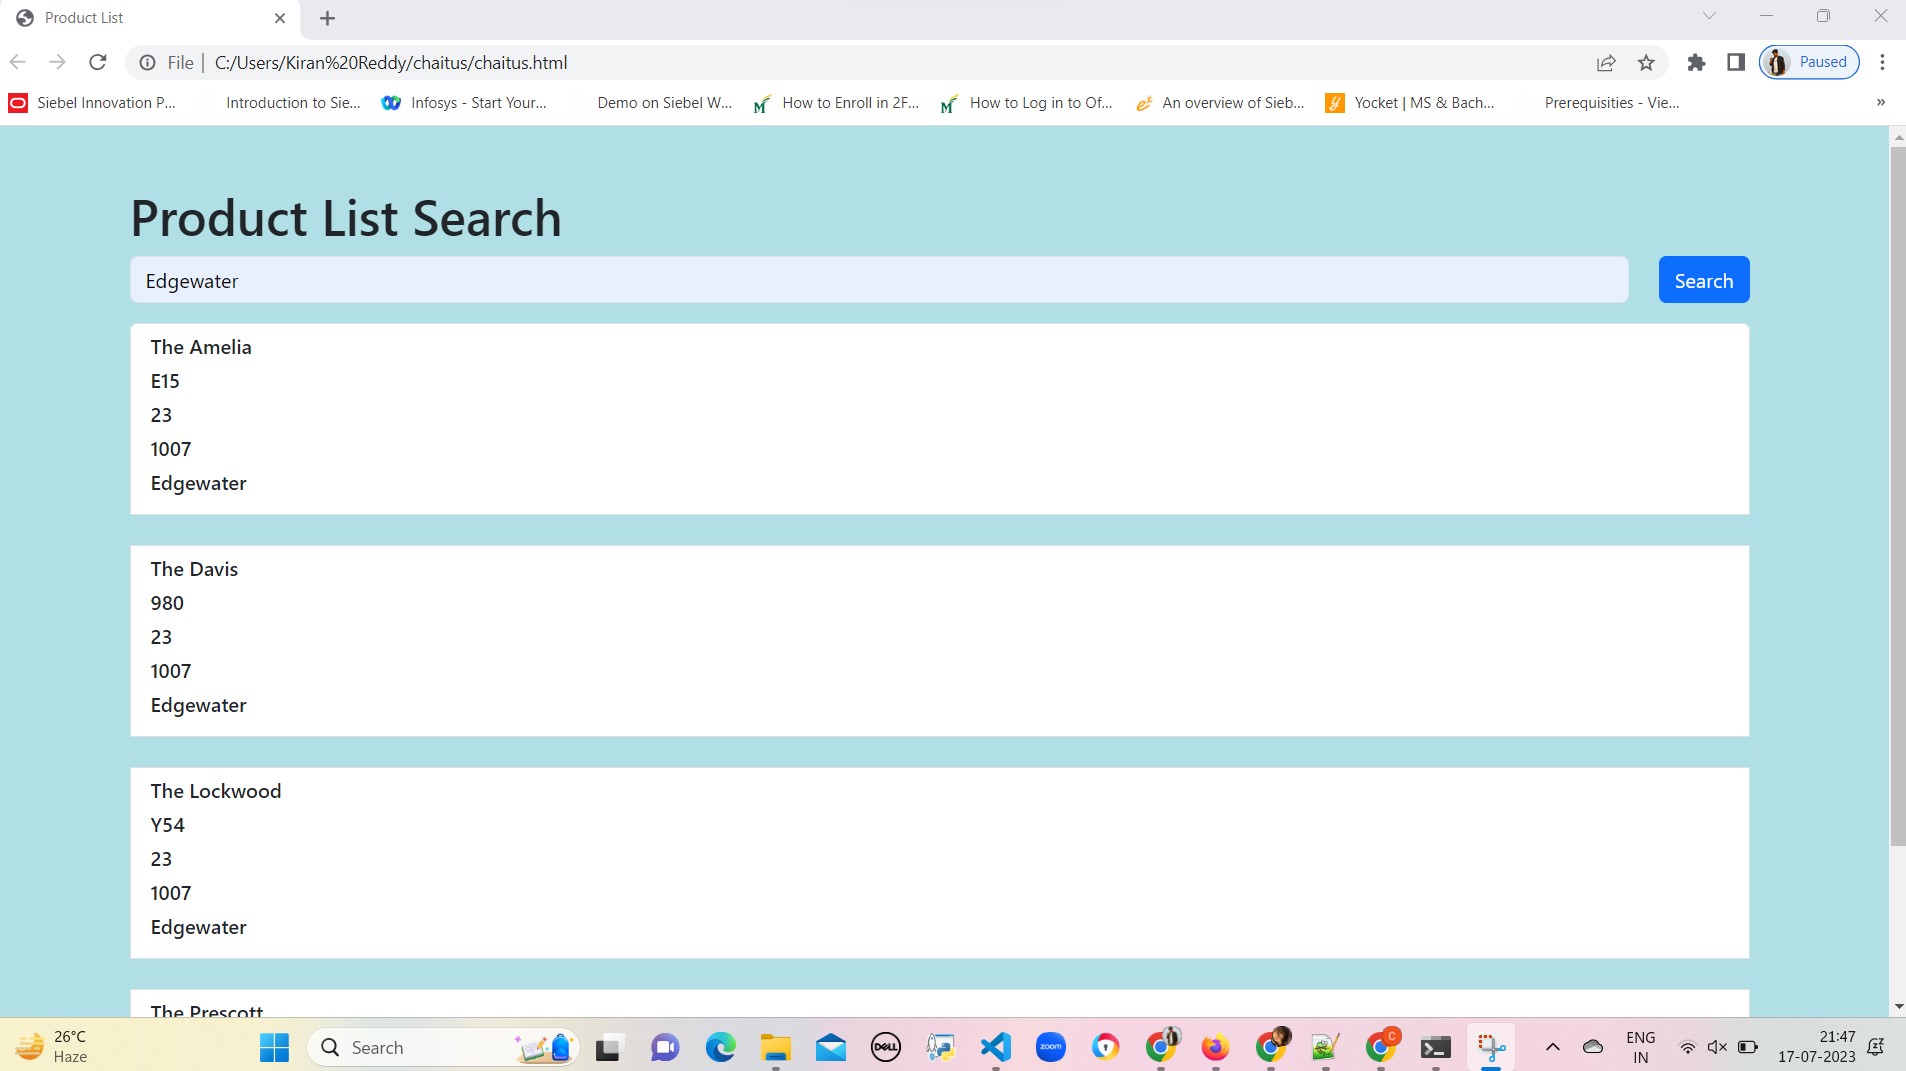 Product List
File
C:/Users/Kiran%20Reddy/chaitus/chaitus.html
Paused
Siebel Innovation P...
Introduction to Sie...
Infosys - Start Your...
Demo on Siebel W...
How to Enroll in 2F...
How to Log in to Of...
An overview of Sieb...
Yocket | MS & Bach...
Prerequisities - Vie...
»
Product List Search
Edgewater
Search
The Amelia
E15
23
1007
Edgewater
The Davis
980
23
1007
Edgewater
The Lockwood
Y54
23
1007
Edgewater
The Prescott
26°C
Haze
Search
DELL
zoom
C
ENG
IN
21:47
17-07-2023